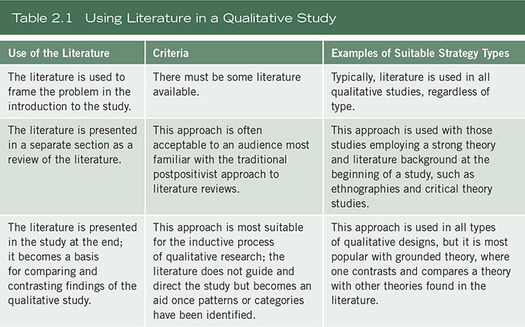 Table 2.1 Using Literature in a Qualitative Study
Use of the Literature
Criteria
Examples of Suitable Strategy Types
The literature is used to
frame the problem in the
introduction to the study.
There must be some literature
available.
Typically, literature is used in all
qualitative studies, regardless of
type.
The literature is presented
in a separate section as a
review of the literature.
This approach is often
acceptable to an audience most
familiar with the traditional
postpositivist approach to
literature reviews.
This approach is used with those
studies employing a strong theory
and literature background at the
beginning of a study, such as
ethnographies and critical theory
studies.
The literature is presented
in the study at the end;
it becomes a basis
for comparing and
contrasting findings of the
qualitative study.
This approach is most suitable
for the inductive process
of qualitative research; the
literature does not guide and
direct the study but becomes an
aid once patterns or categories
have been identified.
This approach is used in all types
of qualitative designs, but it is most
popular with grounded theory, where
one contrasts and compares a theory
with other theories found in the
literature.